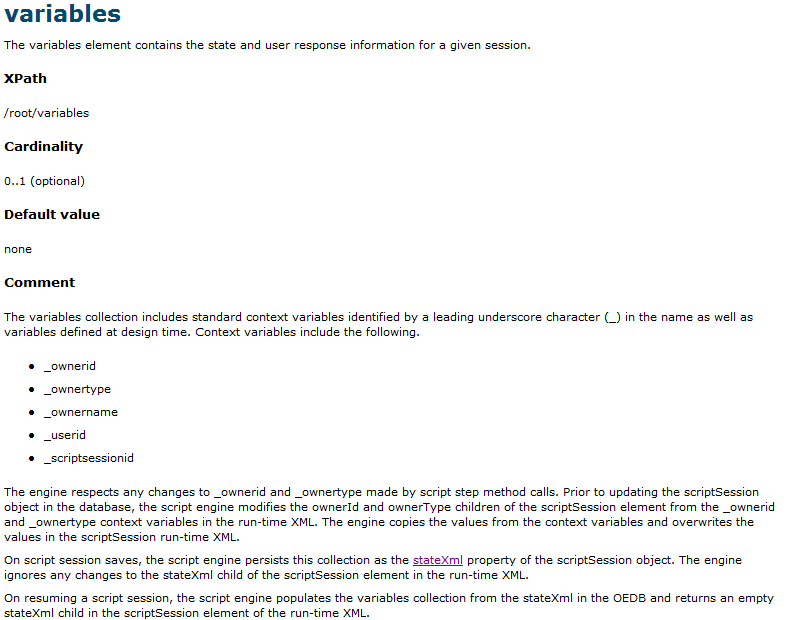 variables
The variables element contains the state and user response information for a given session.
XPath
/root/variables
Cardinality
0..1 (optional)
Default value
none
Comment
The variables collection includes standard context variables identified by a leading underscore character (_) in the name as well as
variables defined at design time. Context variables include the following.
• _ownerid
• _ownertype
• _ownername
• _userid
• _scriptsessionid
The engine respects any changes to _ownerid and _ownertype made by script step method calls. Prior to updating the scriptSession
object in the database, the script engine modifies the ownerId and ownerType children of the scriptSession element from the _ownerid
and _ownertype context variables in the run-time XML. The engine copies the values from the context variables and overwrites the
values in the scriptSession run-time XML.
On script session saves, the script engine persists this collection as the stateXml property of the scriptSession object. The engine
ignores any changes to the stateXml child of the scriptSession element in the run-time XML.
On resuming a script session, the script engine populates the variables collection from the stateXml in the OEDB and returns an empty
stateXml child in the scriptSession element of the run-time XML.